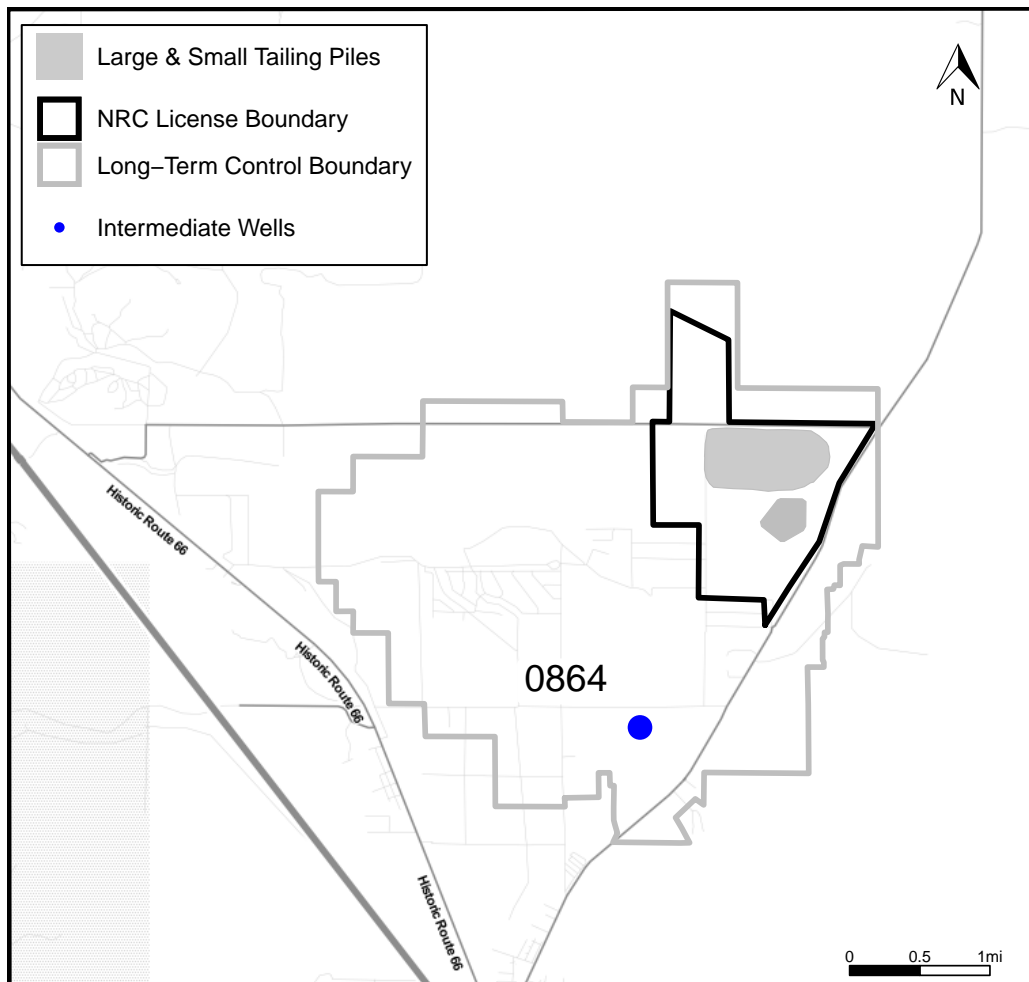 Large & Small Tailing Piles
NRC License Boundary
Long−Term Control Boundary
Intermediate Wells
N
Historic Route 66
Historic Route 66
0864
Historic Route 66
0 0.5 1mi